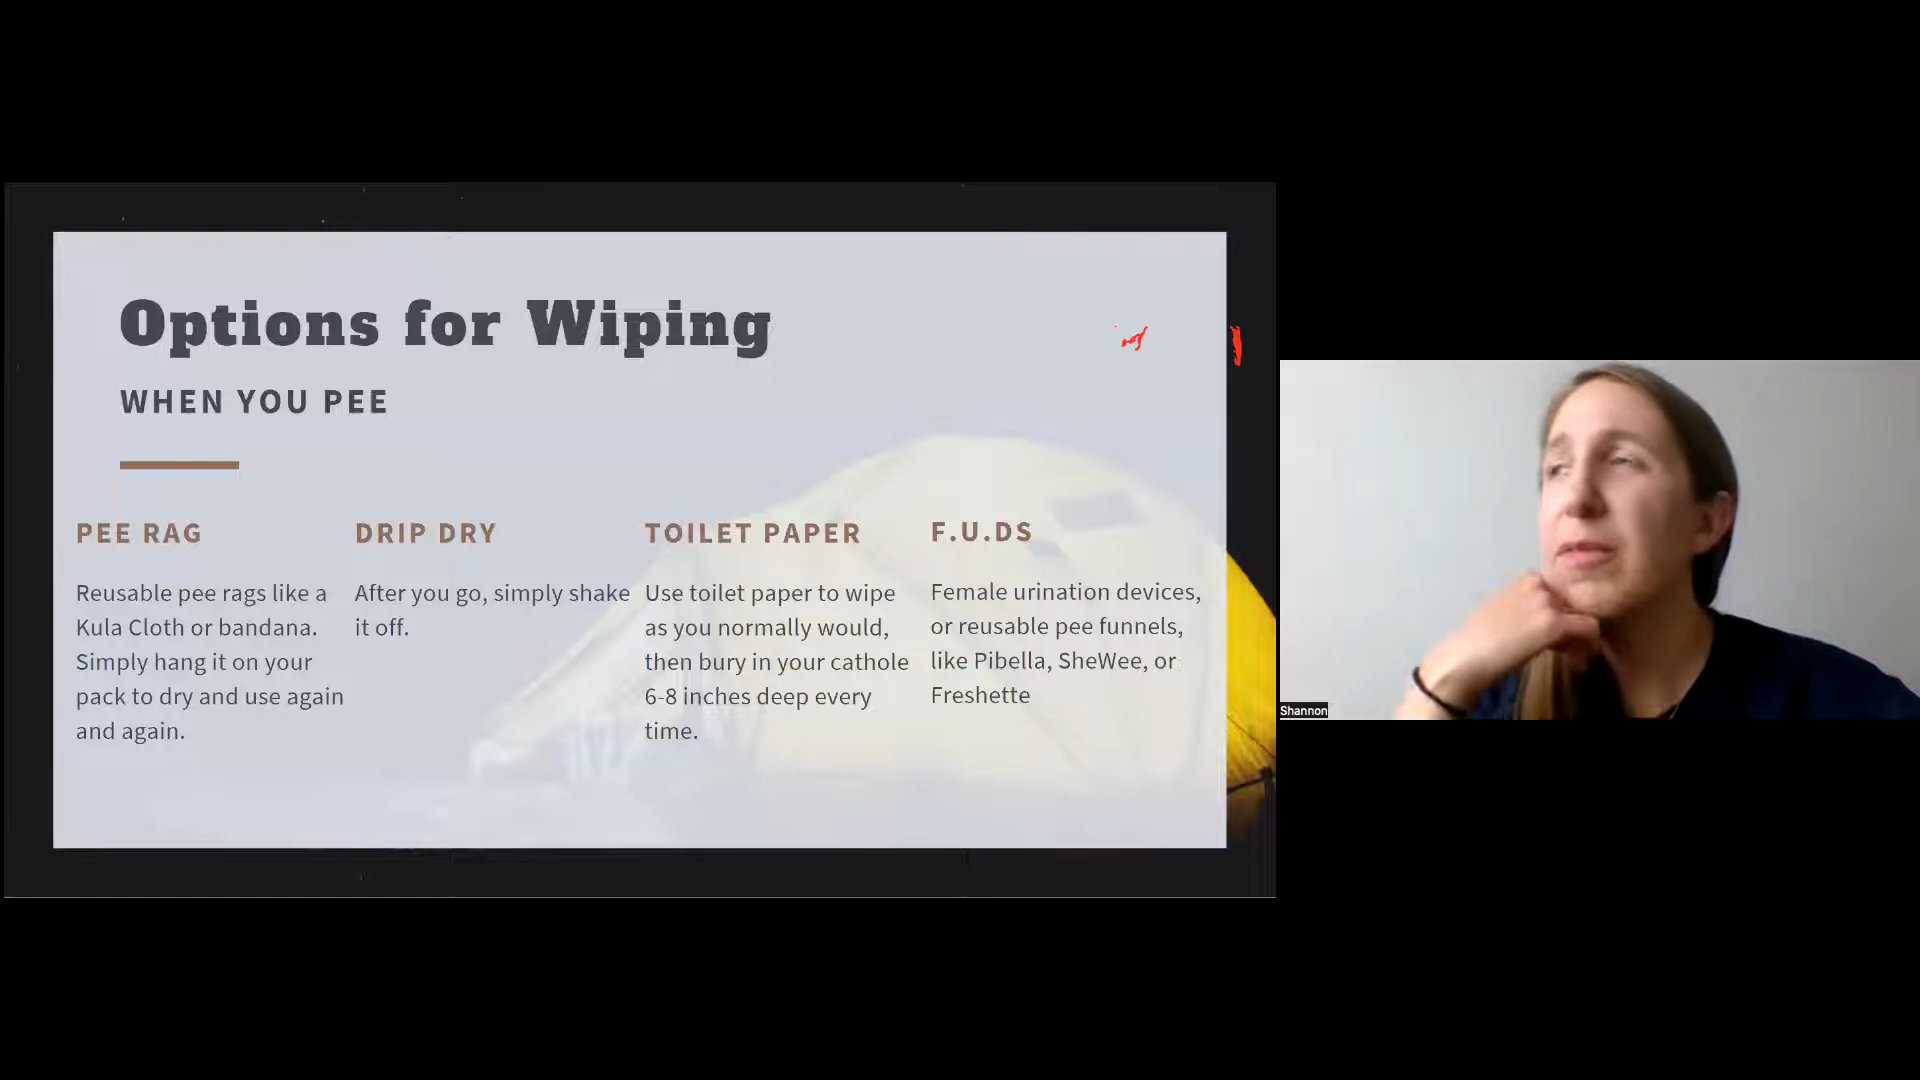 Options for Wiping
WHEN YOU PEE
PEE RAG
Reusable pee rags like a
Kula Cloth or bandana.
Simply hang it on your
pack to dry and use again
and again.
DRIP DRY
After you go, simply shake
it off.
TOILET PAPER
Use toilet paper to wipe
as you normally would,
then bury in your cathole
6-8 inches deep every
time.
F.U.DS
Female urination devices,
or reusable pee funnels,
like Pibella, SheWee, or
Freshette
Shannon